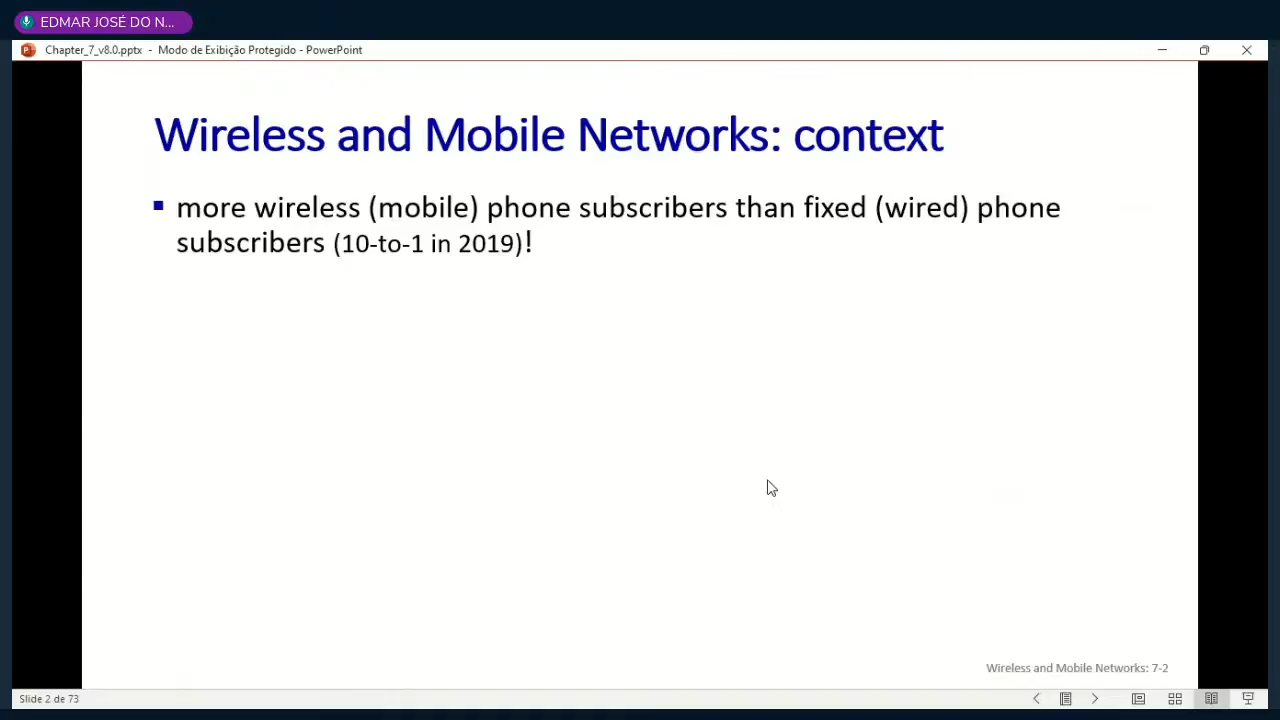 EDMAR JOSÉ DO N...
Chapter_7_v8.0.pptx - Modo de Exibição Protegido - PowerPoint
Wireless and Mobile Networks: context
▪ more wireless (mobile) phone subscribers than fixed (wired) phone
subscribers (10-to-1 in 2019)!
Wireless and Mobile Networks: 7-2
Slide 2 de 73